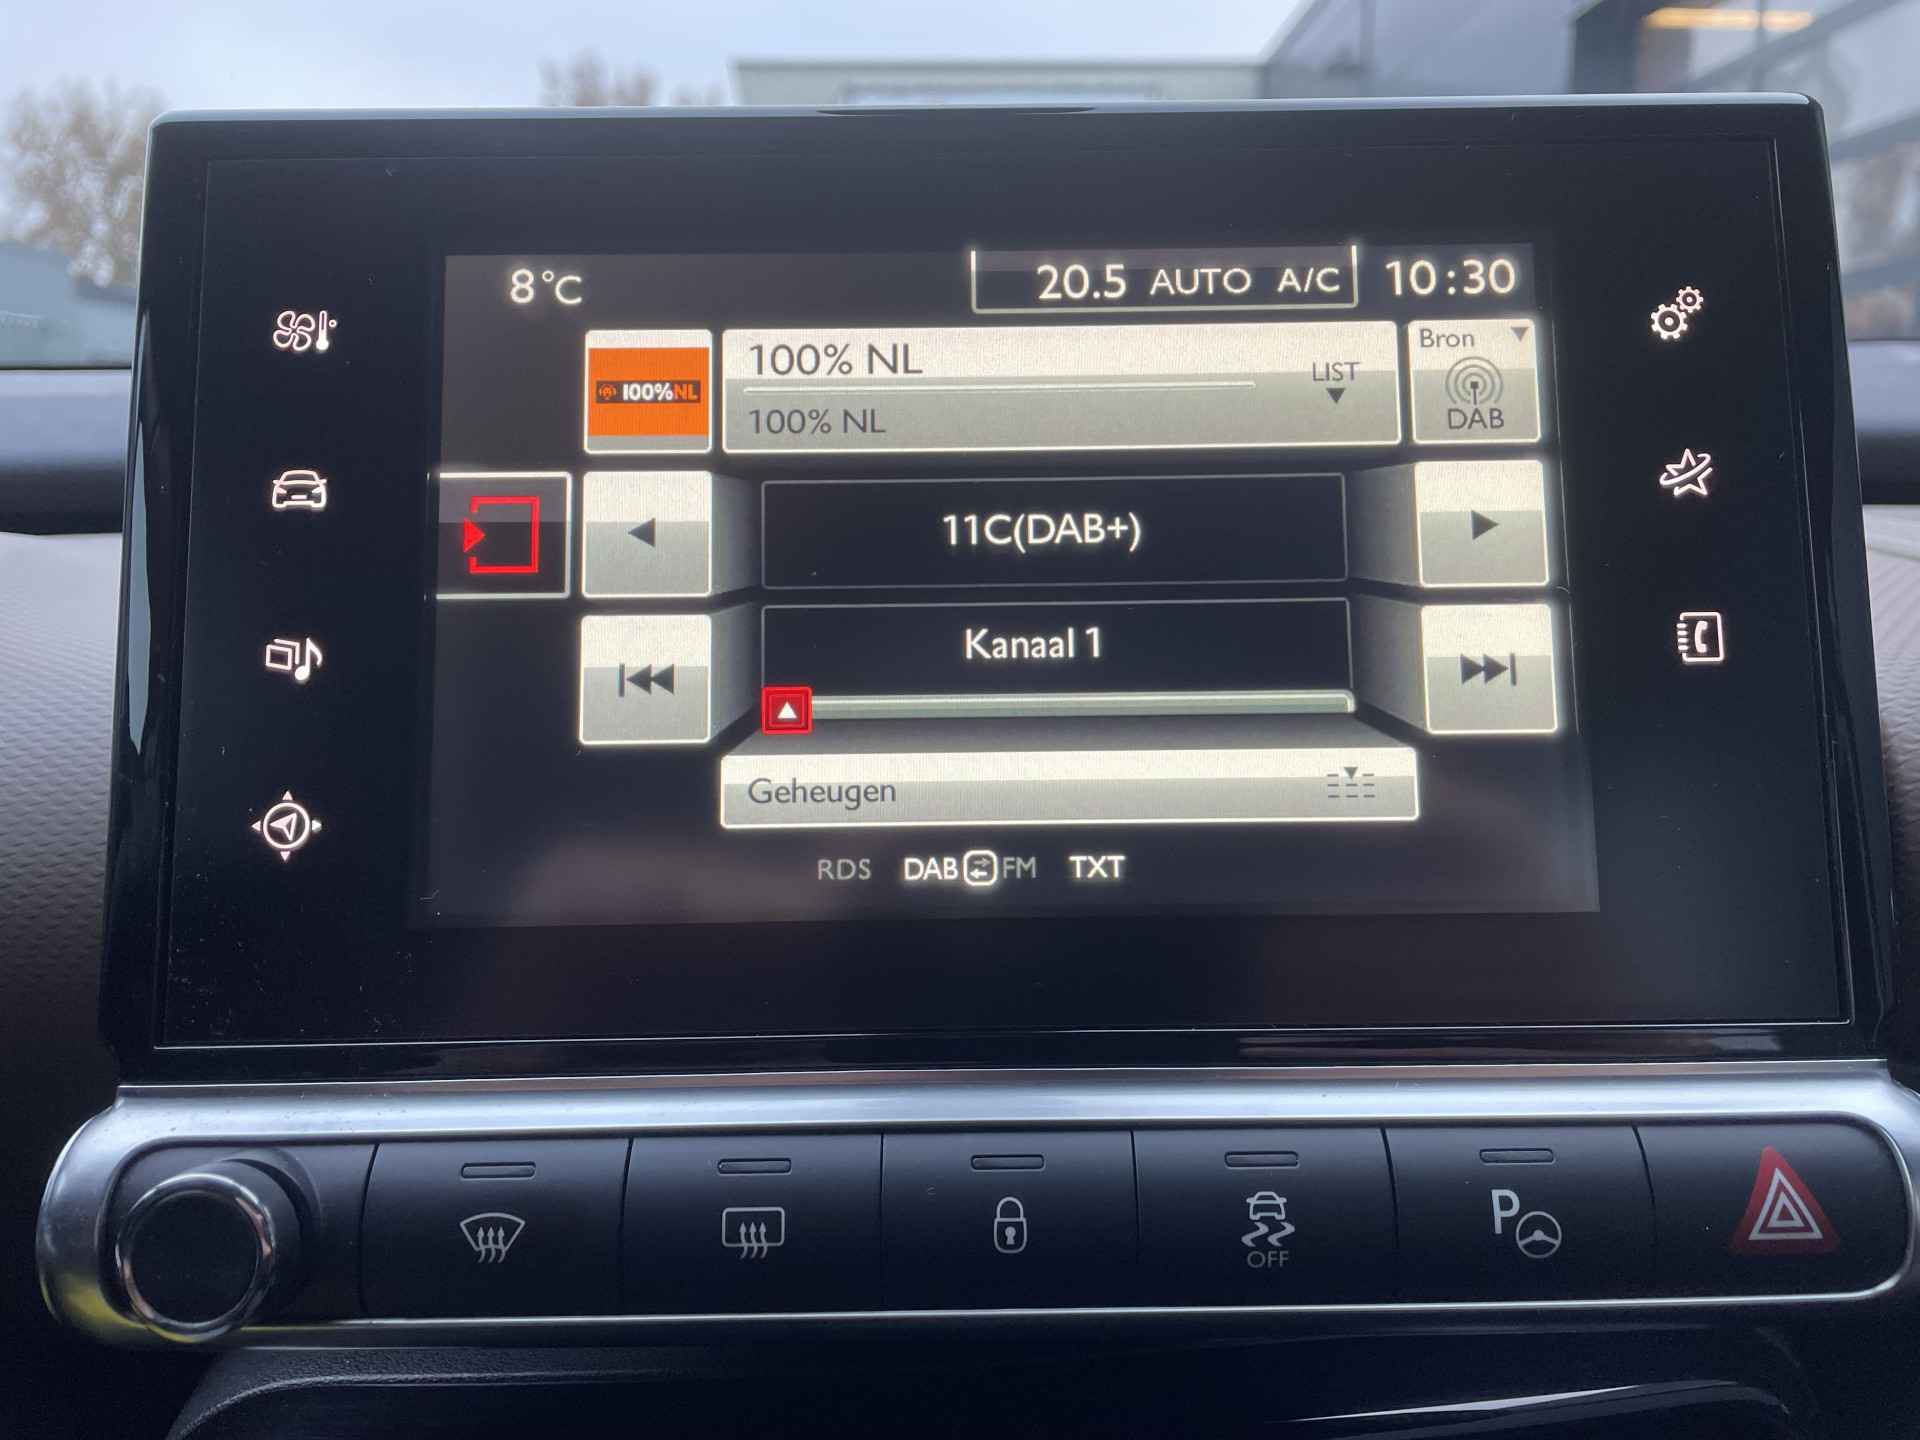 8°C 20.5 AUTO A/C 10:30
100%NL
100% NL
LIST
100% NL
Bron
DAB
11C(DAB+)
Kanaal 1
Geheugen
RDS DAB FM TXT
OFF
P